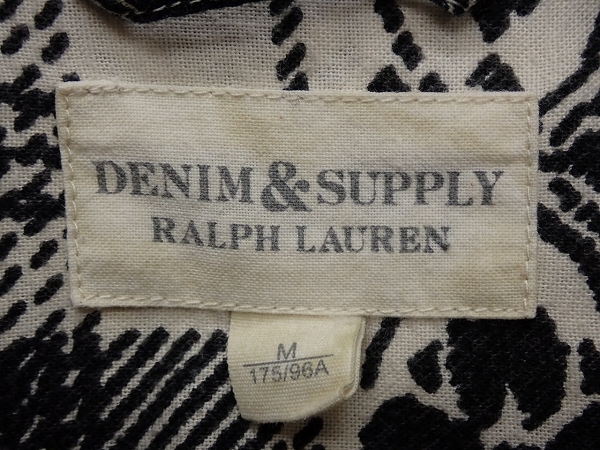 DENIM & SUPPLY
RALPH LAUREN
M
175/96A